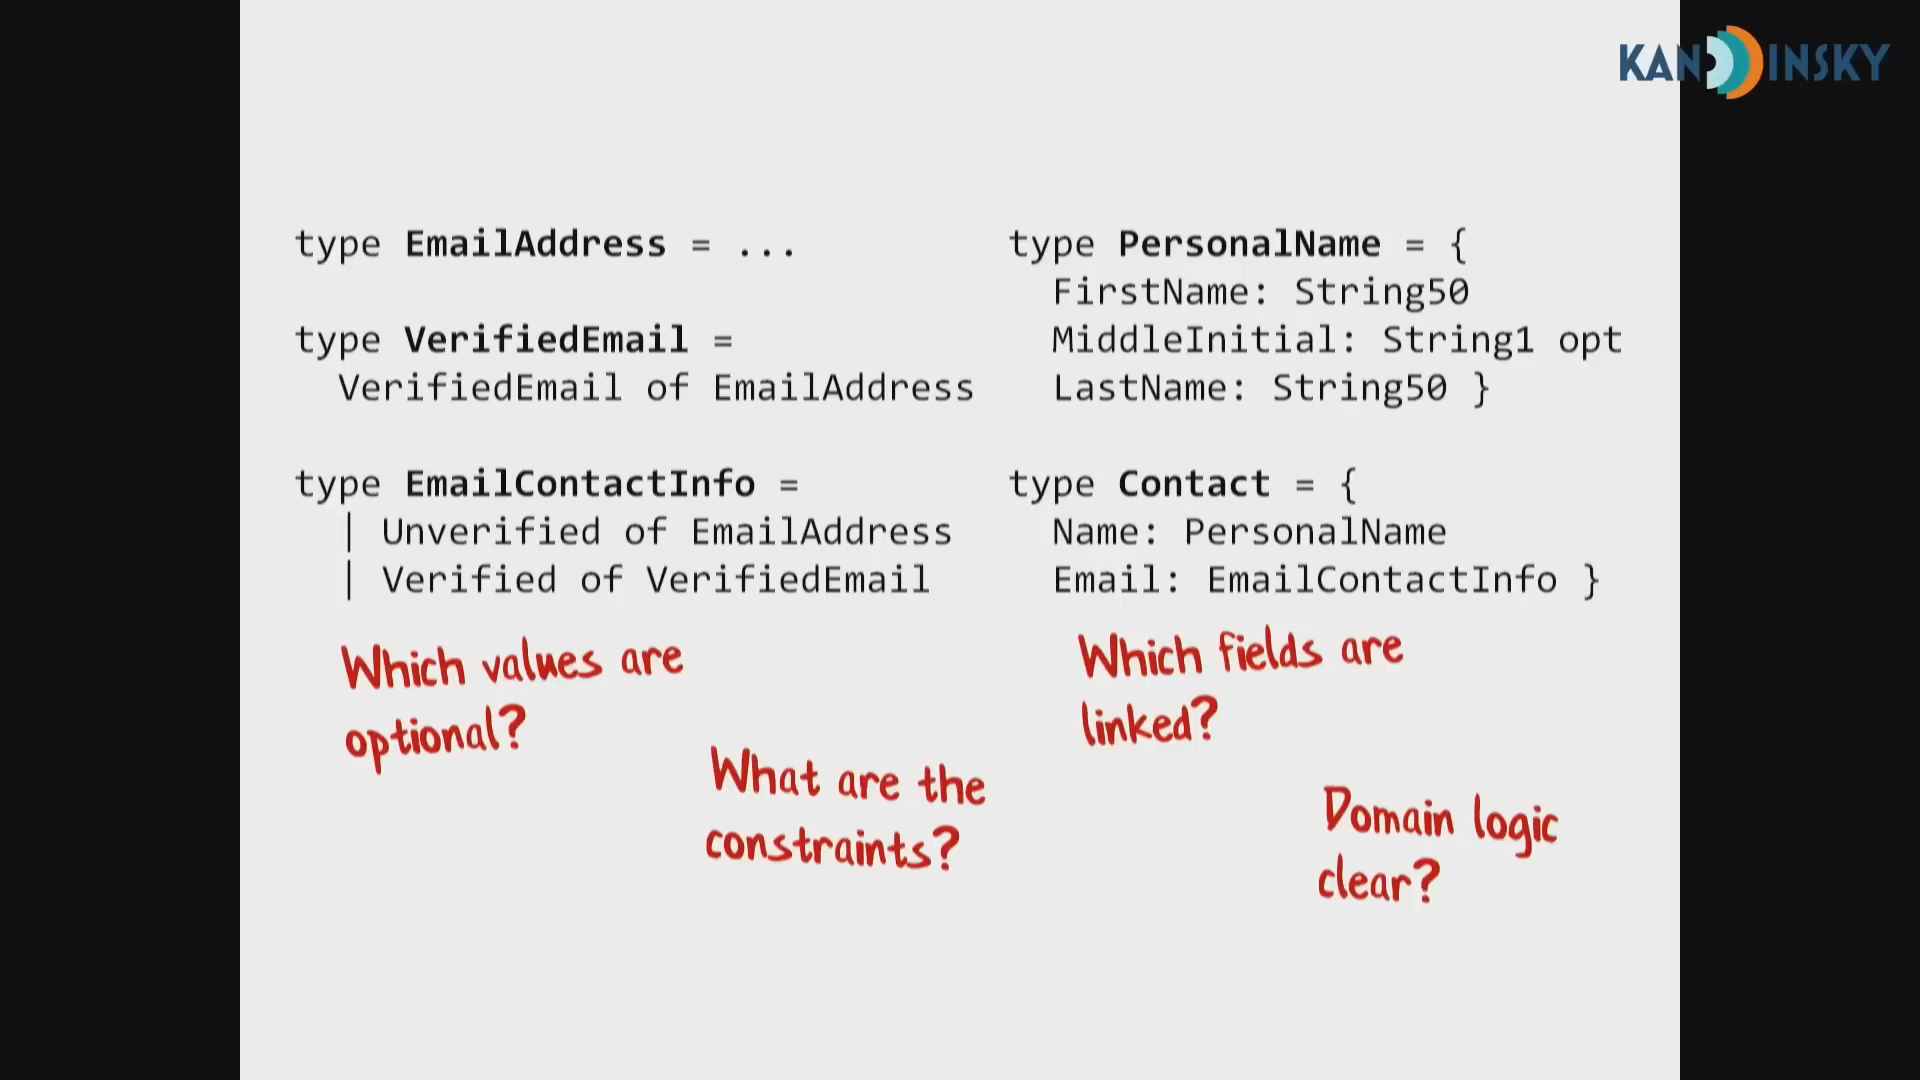 KANDINSKY
type EmailAddress = ...
type VerifiedEmail =
VerifiedEmail of EmailAddress
type EmailContactInfo =
| Unverified of EmailAddress
| Verified of VerifiedEmail
type PersonalName = {
FirstName: String50
MiddleInitial: String1 opt
LastName: String50 }
type Contact = {
Name: PersonalName
Email: EmailContactInfo }
Which values are
optional?
What are the
constraints?
Which fields are
linked?
Domain logic
clear?